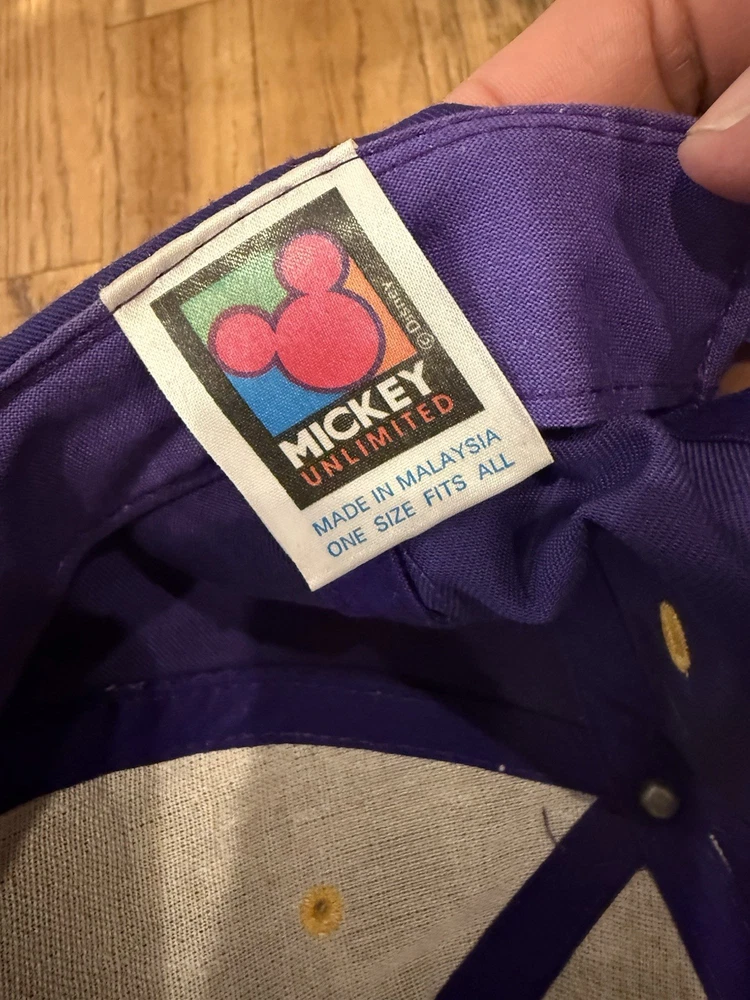 © Disney
MICKEY
UNLIMITED
MADE IN MALAYSIA
ONE SIZE FITS ALL